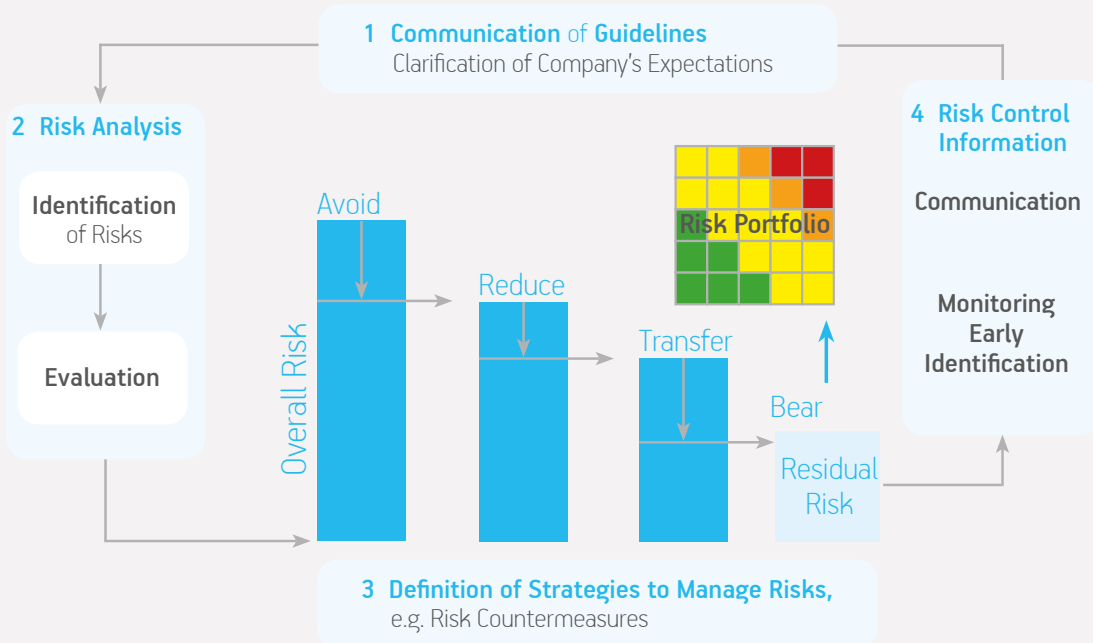 1 Communication of Guidelines
Clarification of Company's Expectations
2 Risk Analysis
Identification
of Risks
Evaluation
Overall Risk
Avoid
Reduce
Transfer
Bear
Residual
Risk
Risk Portfolio
3 Definition of Strategies to Manage Risks,
e.g. Risk Countermeasures
4 Risk Control
Information
Communication
Monitoring
Early
Identification